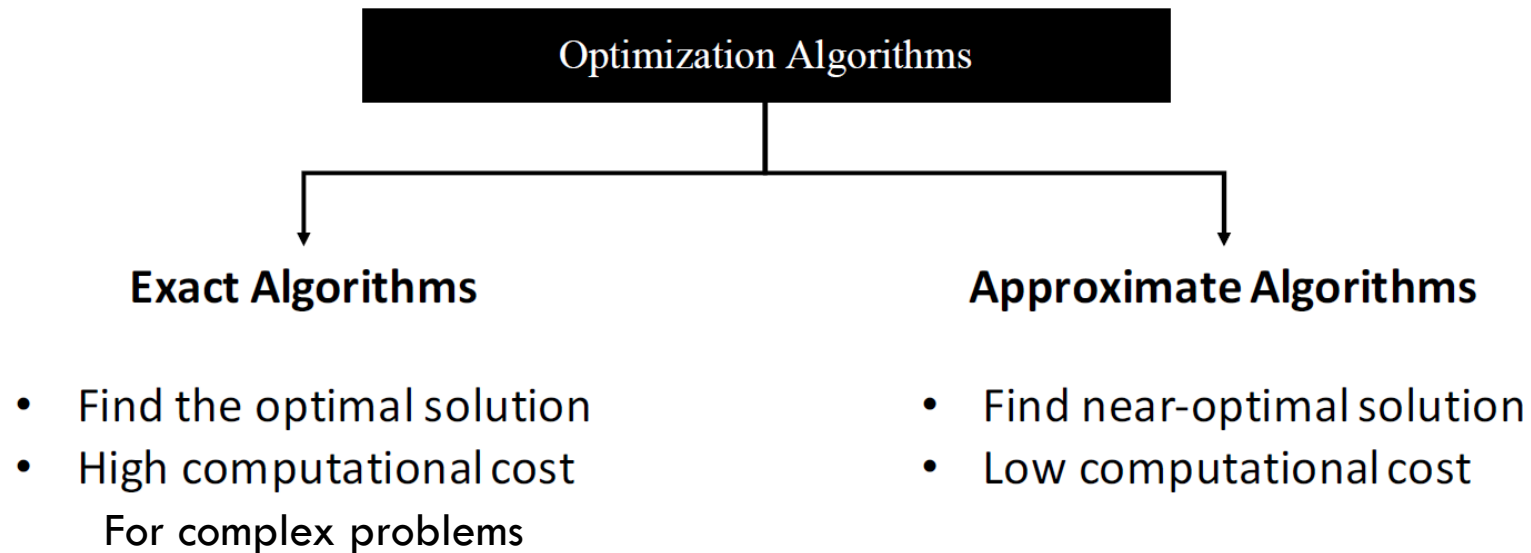 Optimization Algorithms
Exact Algorithms
• Find the optimal solution
• High computational cost
For complex problems
Approximate Algorithms
• Find near-optimal solution
• Low computational cost